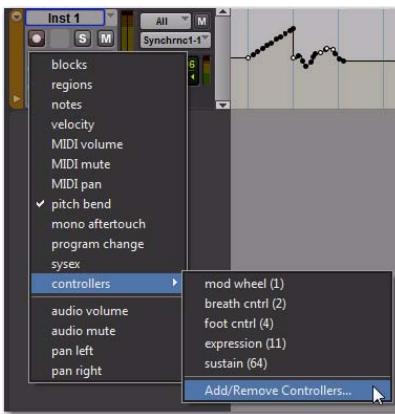 Inst 1
All M
S M
Synchrnc1-1
6
blocks
regions
notes
velocity
MIDI volume
MIDI mute
MIDI pan
pitch bend
mono aftertouch
program change
sysex
controllers
audio volume
audio mute
pan left
pan right
mod wheel (1)
breath cntrl (2)
foot cntrl (4)
expression (11)
sustain (64)
Add/Remove Controllers...